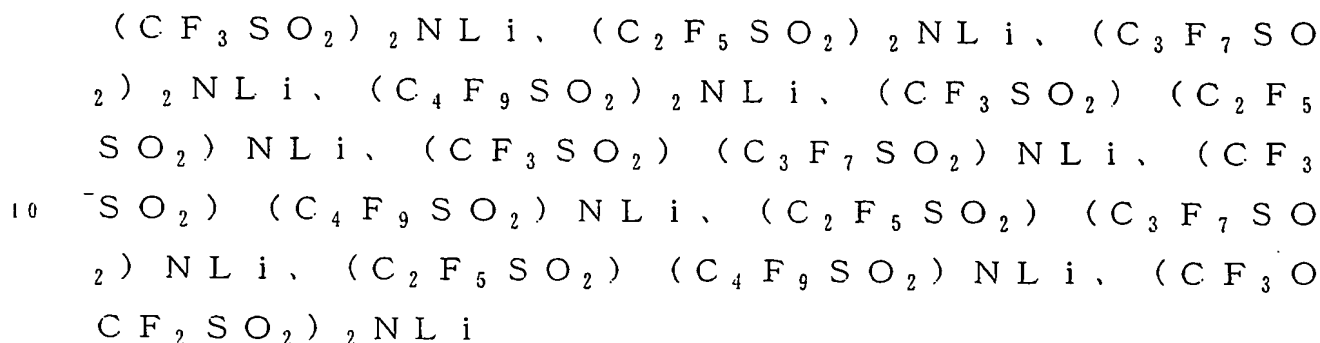 (CF₃SO₂)₂NLi、(C₂F₅SO₂)₂NLi、(C₃F₇SO
₂)₂NLi、(C₄F₉SO₂)₂NLi、(CF₃SO₂)(C₂F₅
SO₂)NLi、(CF₃SO₂)(C₃F₇SO₂)NLi、(CF₃
10 ⁻SO₂)(C₄F₉SO₂)NLi、(C₂F₅SO₂)(C₃F₇SO
₂)NLi、(C₂F₅SO₂)(C₄F₉SO₂)NLi、(CF₃O
CF₂SO₂)₂NLi